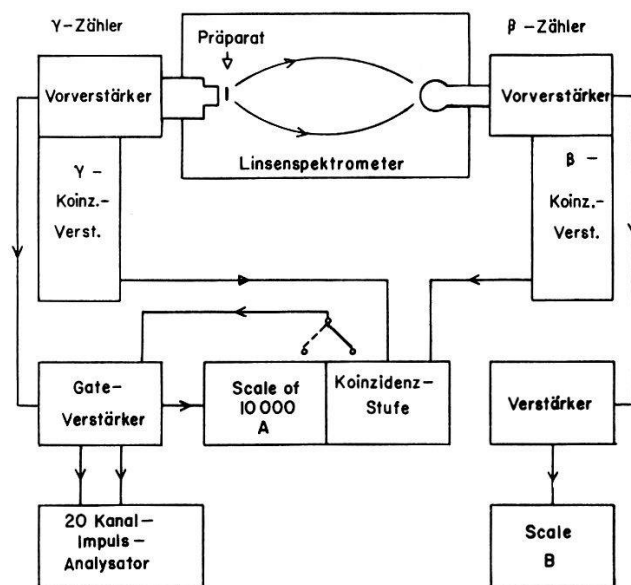 γ-Zähler
β-Zähler
Präparat
Vorverstärker
Vorverstärker
Linsenspektrometer
γ
Koinz.-
Verst.
β-
Koinz.-
Verst.
Gate-
Verstärker
Scale of
10 000
A
Koinzidenz-
Stufe
Verstärker
20 Kanal-
Impuls-
Analysator
Scale
B